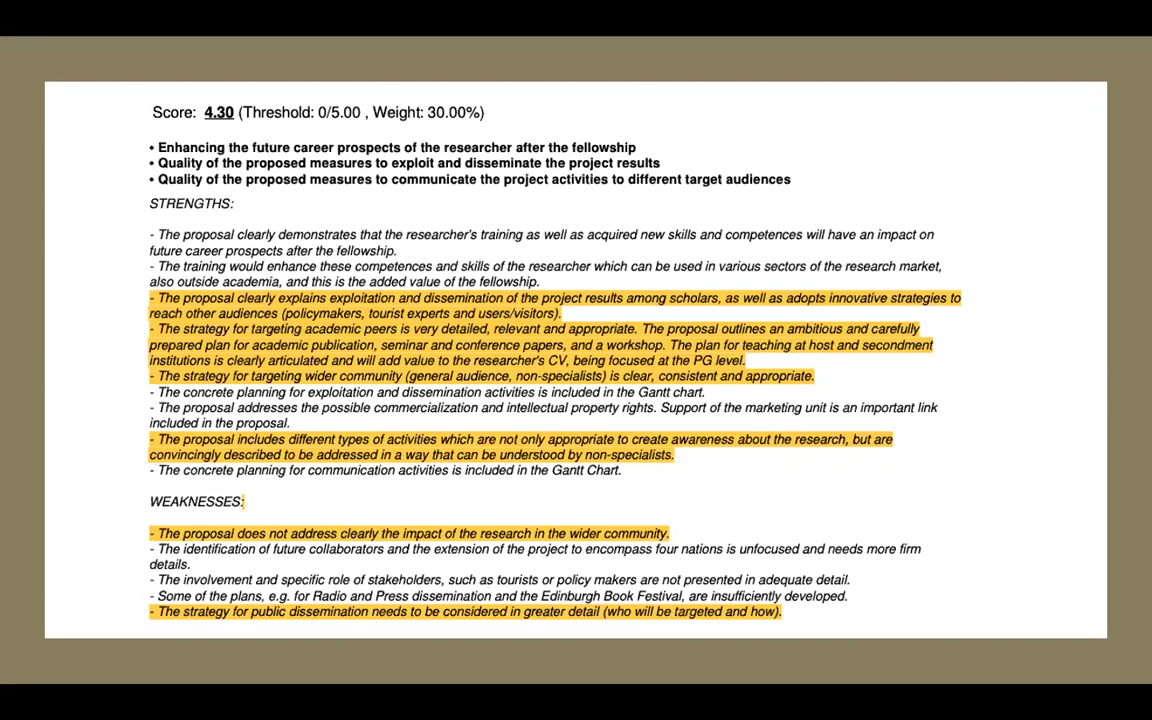 Score: 4.30 (Threshold: 0/5.00 , Weight: 30.00%)
• Enhancing the future career prospects of the researcher after the fellowship
• Quality of the proposed measures to exploit and disseminate the project results
• Quality of the proposed measures to communicate the project activities to different target audiences
STRENGTHS:
- The proposal clearly demonstrates that the researcher's training as well as acquired new skills and competences will have an impact on
future career prospects after the fellowship.
- The training would enhance these competences and skills of the researcher which can be used in various sectors of the research market,
also outside academia, and this is the added value of the fellowship.
- The proposal clearly explains exploitation and dissemination of the project results among scholars, as well as adopts innovative strategies to
reach other audiences (policymakers, tourist experts and users/visitors).
- The strategy for targeting academic peers is very detailed, relevant and appropriate. The proposal outlines an ambitious and carefully
prepared plan for academic publication, seminar and conference papers, and a workshop. The plan for teaching at host and secondment
institutions is clearly articulated and will add value to the researcher's CV, being focused at the PG level.
- The strategy for targeting wider community (general audience, non-specialists) is clear, consistent and appropriate.
- The concrete planning for exploitation and dissemination activities is included in the Gantt chart.
- The proposal addresses the possible commercialization and intellectual property rights. Support of the marketing unit is an important link
included in the proposal.
- The proposal includes different types of activities which are not only appropriate to create awareness about the research, but are
convincingly described to be addressed in a way that can be understood by non-specialists.
- The concrete planning for communication activities is included in the Gantt Chart.
WEAKNESSES:
- The proposal does not address clearly the impact of the research in the wider community.
- The identification of future collaborators and the extension of the project to encompass four nations is unfocused and needs more firm
details.
- The involvement and specific role of stakeholders, such as tourists or policy makers are not presented in adequate detail.
- Some of the plans, e.g. for Radio and Press dissemination and the Edinburgh Book Festival, are insufficiently developed.
- The strategy for public dissemination needs to be considered in greater detail (who will be targeted and how).